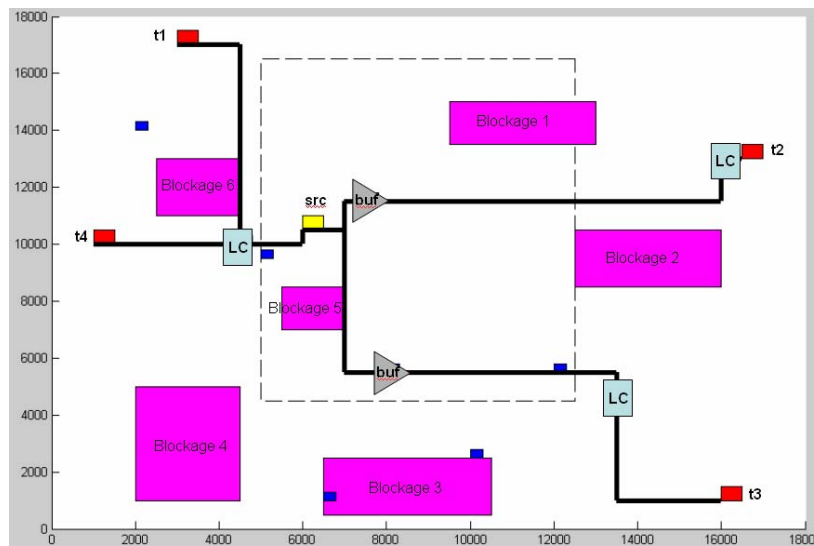 18000
t1
16000
14000
Blockage 1
LC
t2
12000
Blockage 6
src
buf
t4
10000
LC
Blockage 2
8000
Blockage 5
6000
buf
LC
4000
Blockage 4
2000
Blockage 3
t3
0
0 2000 4000 6000 8000 10000 12000 14000 16000 1800